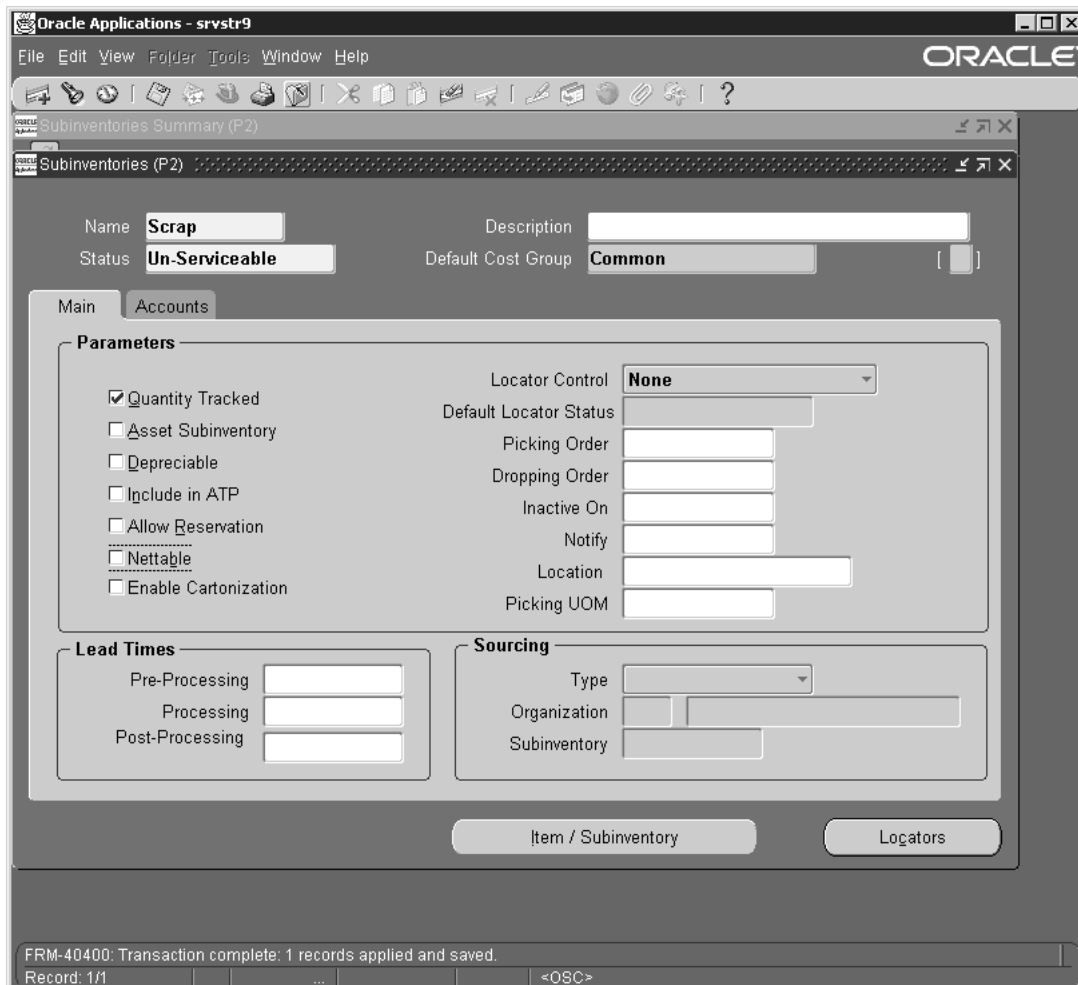 Oracle Applications - srvstr9
File Edit View Folder Tools Window Help
ORACLE
Subinventories Summary (P2)
Subinventories (P2)
Name Scrap Description
Status Un-Serviceable Default Cost Group Common [ ]
Main Accounts
Parameters
Locator Control None
Quantity Tracked
Default Locator Status
Asset Subinventory
Picking Order
Depreciable
Dropping Order
Include in ATP
Inactive On
Allow Reservation
Notify
Nettable
Location
Enable Cartonization
Picking UOM
Lead Times
Pre-Processing
Processing
Post-Processing
Sourcing
Type
Organization
Subinventory
Item / Subinventory Locators
FRM-40400: Transaction complete: 1 records applied and saved.
Record: 1/1 ... <OSC>